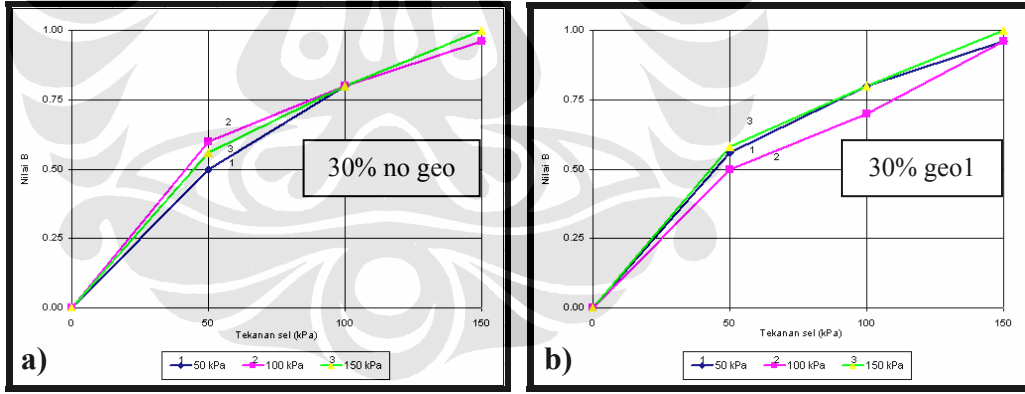 1.00
0.75
0.50
0.25
0.00
Nilai B
2
3
1
30% no geo
0 50 100 150
Tekanan sel (kPa)
a)
1 50 kPa 2 100 kPa 3 150 kPa
1.00
0.75
0.50
0.25
0.00
Nilai B
3
1
2
30% geo1
0 50 100 150
Tekanan sel (kPa)
b)
1 50 kPa 2 100 kPa 3 150 kPa